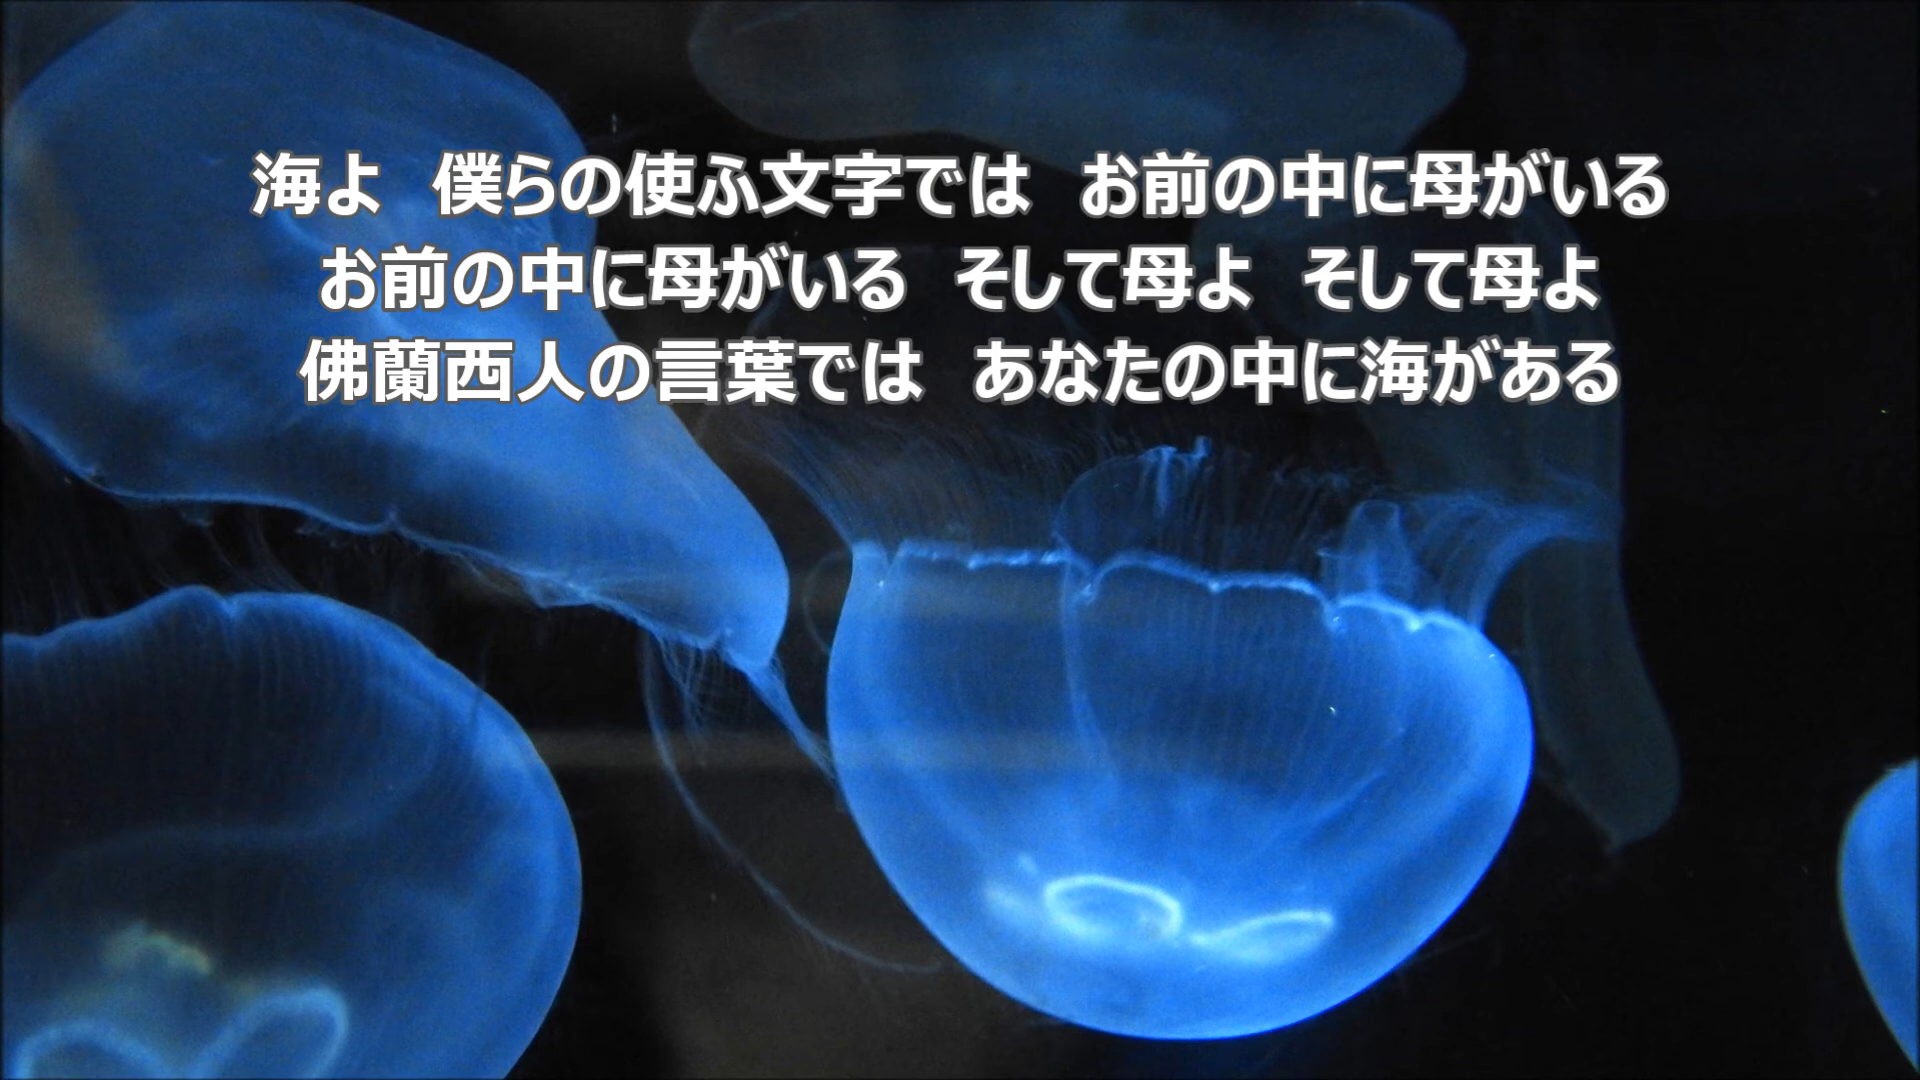 海よ　僕らの使ふ文字では　お前の中に母がいる
お前の中に母がいる　そして母よ　そして母よ
佛蘭西人の言葉では　あなたの中に海がある